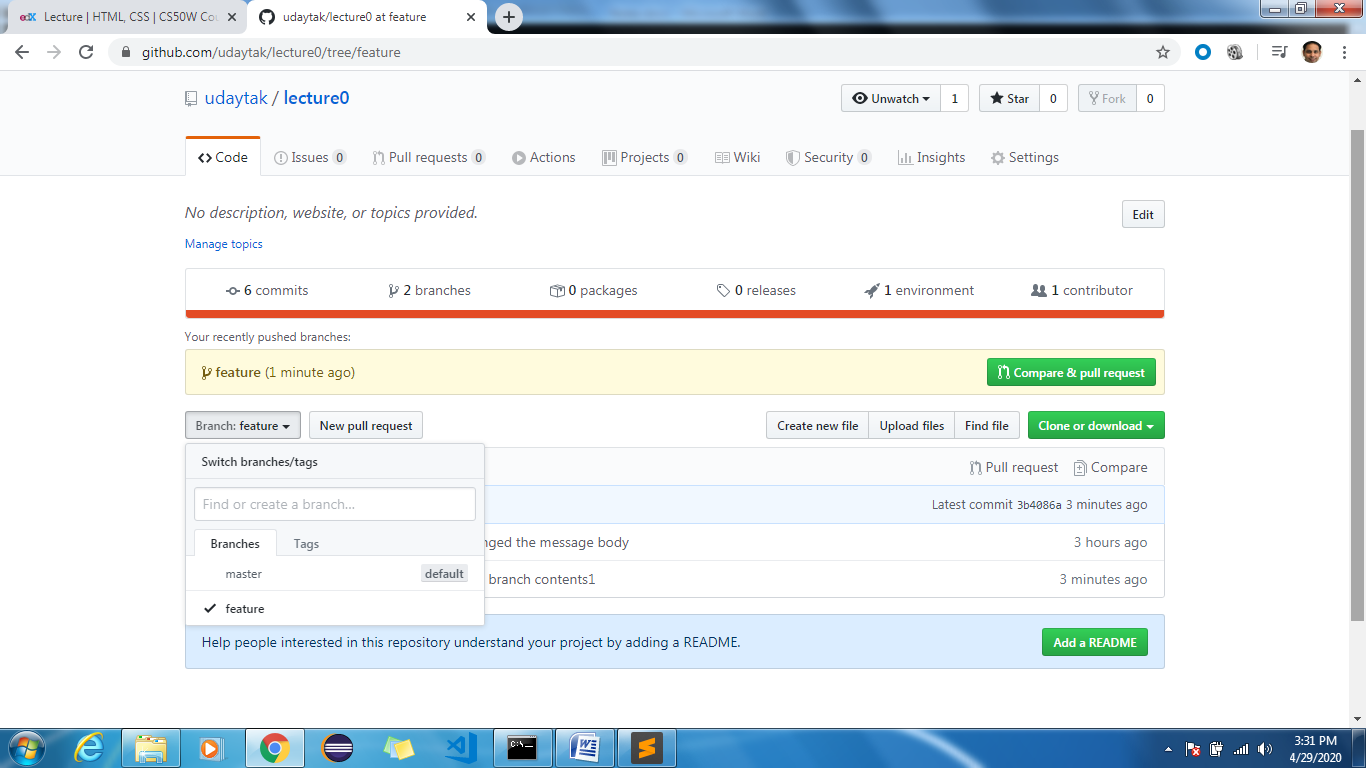 Lecture | HTML, CSS | CS50W Cou
udaytak/lecture0 at feature
github.com/udaytak/lecture0/tree/feature
udaytak / lecture0
Unwatch 1 Star 0 Fork 0
Code Issues 0 Pull requests 0 Actions Projects 0 Wiki Security 0 Insights Settings
No description, website, or topics provided.
Edit
Manage topics
6 commits 2 branches 0 packages 0 releases 1 environment 1 contributor
Your recently pushed branches:
feature (1 minute ago) Compare & pull request
Branch: feature New pull request Create new file Upload files Find file Clone or download
Switch branches/tags
Pull request Compare
Find or create a branch...
Latest commit 3b4086a 3 minutes ago
Branches Tags
nged the message body 3 hours ago
master default
branch contents1 3 minutes ago
feature
Help people interested in this repository understand your project by adding a README. Add a README
3:31 PM
4/29/2020